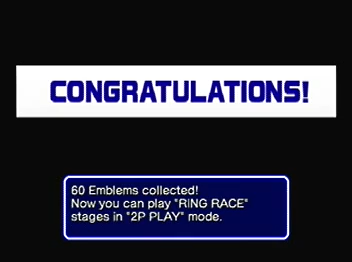 CONGRATULATIONS!
60 Emblems collected!
Now you can play "RING RACE"
stages in "2P PLAY" mode.